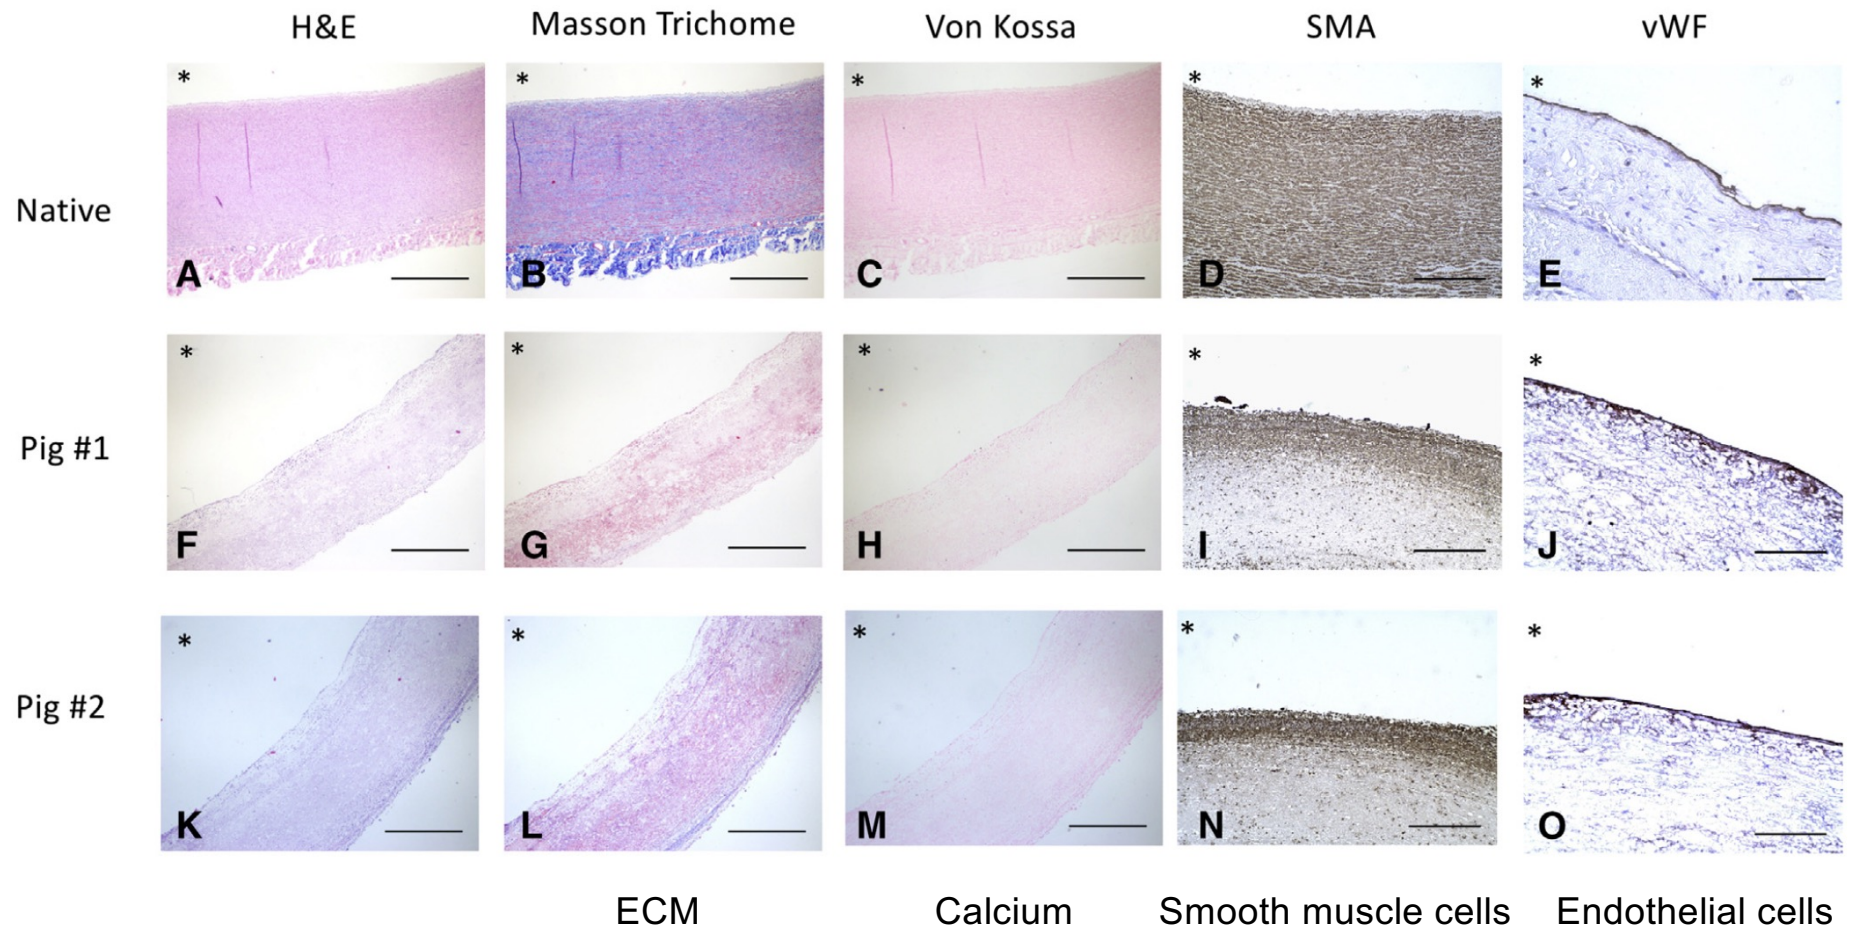 H&E Masson Trichome Von Kossa SMA vWF
* * * * *
Native
A B C D E
* * * * *
Pig #1
F G H I J
* * * * *
Pig #2
K L M N O
ECM Calcium Smooth muscle cells Endothelial cells